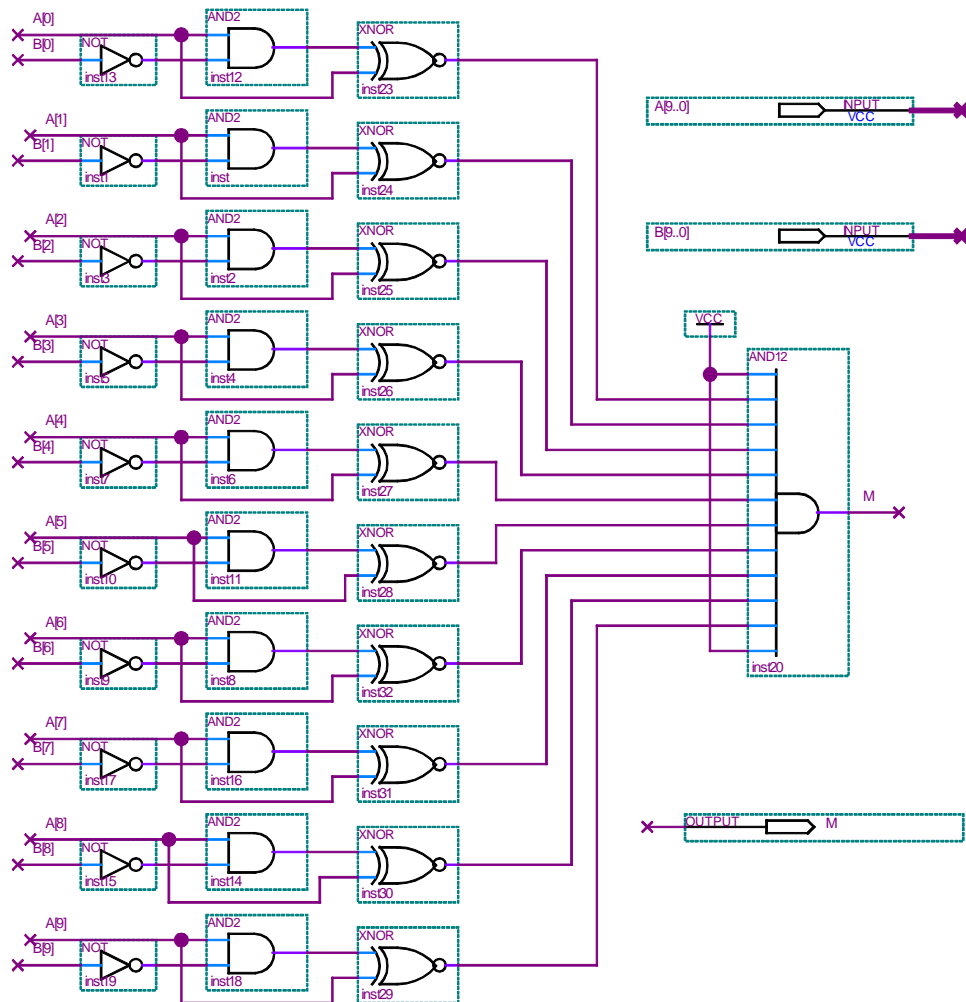 A[0]
B[0]
NOT
inst13
AND2
inst12
XNOR
inst23
A[1]
B[1]
NOT
inst1
AND2
inst
XNOR
inst24
A[2]
B[2]
NOT
inst3
AND2
inst2
XNOR
inst25
A[3]
B[3]
NOT
inst5
AND2
inst4
XNOR
inst26
A[4]
B[4]
NOT
inst7
AND2
inst6
XNOR
inst27
A[5]
B[5]
NOT
inst10
AND2
inst11
XNOR
inst28
A[6]
B[6]
NOT
inst9
AND2
inst8
XNOR
inst32
A[7]
B[7]
NOT
inst17
AND2
inst16
XNOR
inst31
A[8]
B[8]
NOT
inst15
AND2
inst14
XNOR
inst30
A[9]
B[9]
NOT
inst19
AND2
inst18
XNOR
inst29
A[9..0]
INPUT
VCC
B[9..0]
INPUT
VCC
VCC
AND12
inst20
M
OUTPUT
M